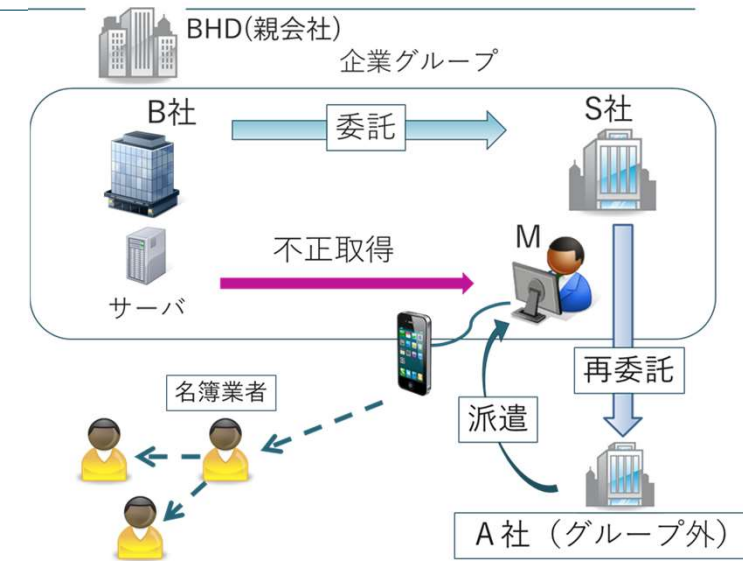 BHD(親会社)
企業グループ
B社
委託
S社
サーバ
不正取得
M
再委託
名簿業者
派遣
A社（グループ外）